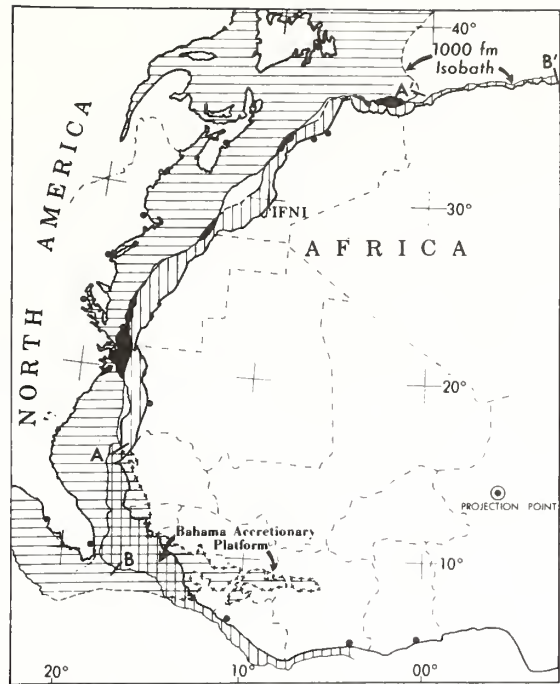 40°
1000 fm
Isobath
B'
A'
NORTH AMERICA
IFNI
30°
AFRICA
20°
A
PROJECTION POINT
Bahama Accretionary
Platform
B
10°
20°
10°
00°